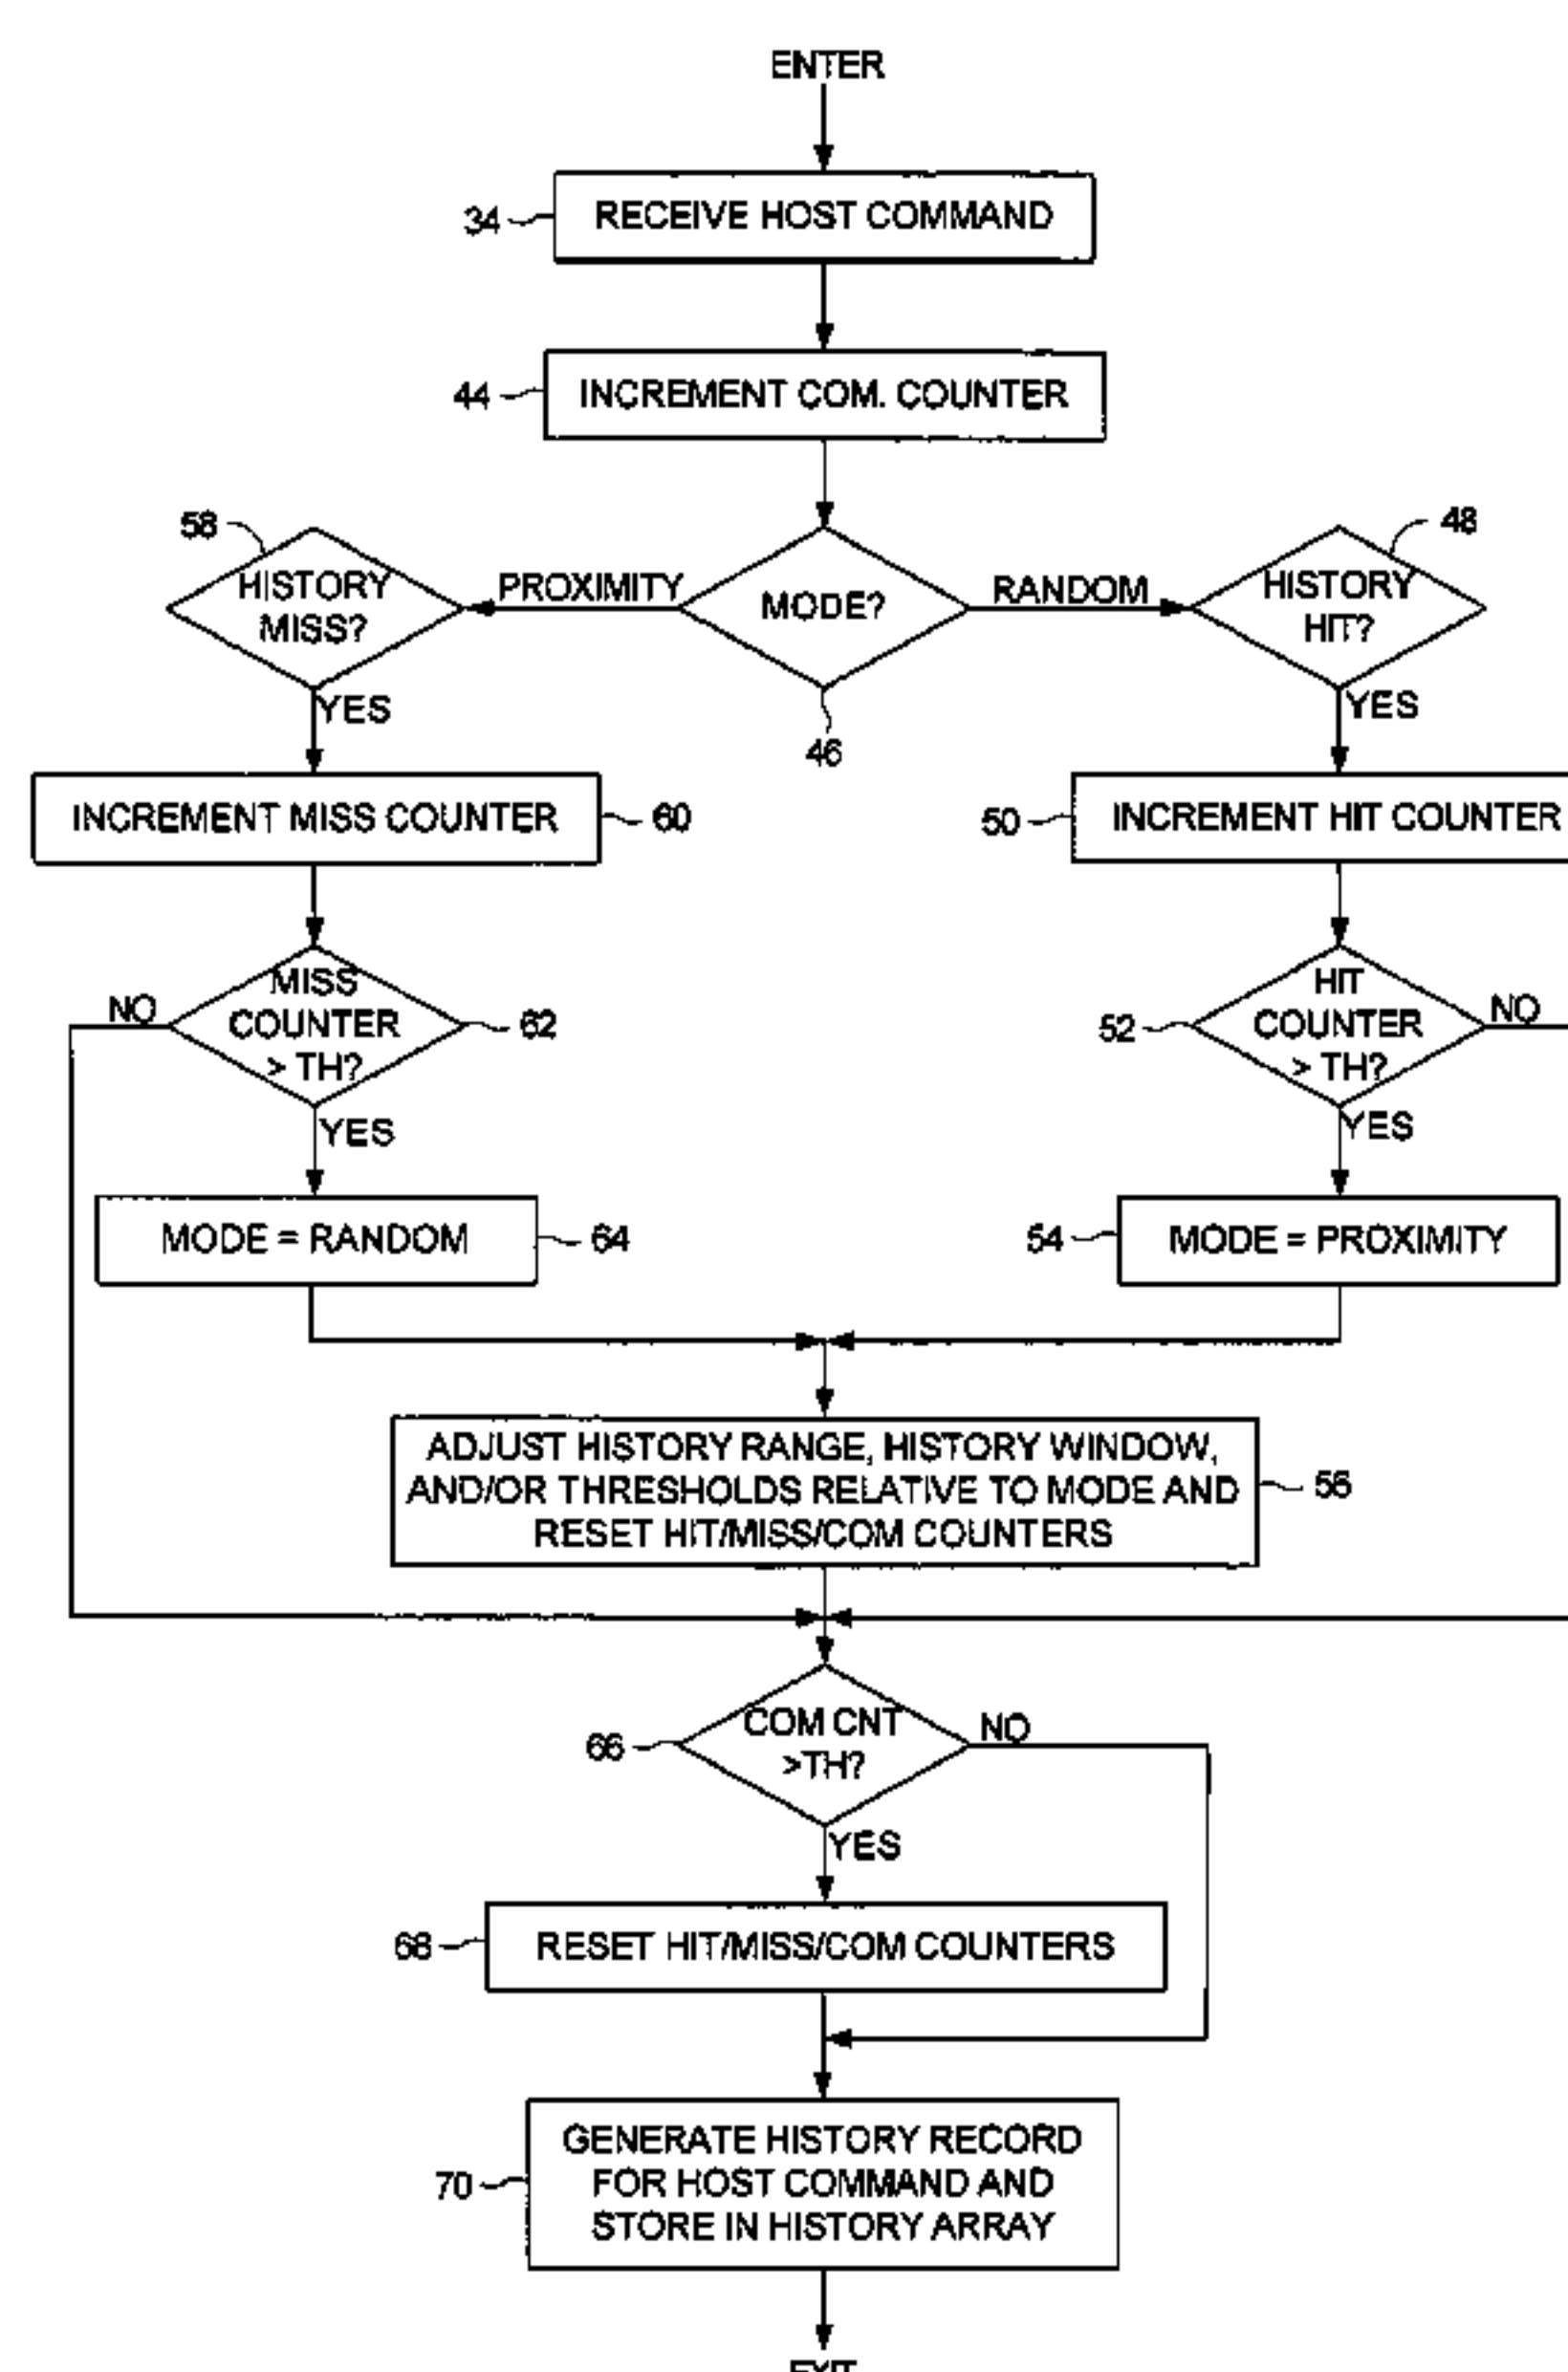 ENTER
34
RECEIVE HOST COMMAND
44
INCREMENT COM. COUNTER
58
HISTORY
MISS?
PROXIMITY
MODE?
46
RANDOM
48
HISTORY
HIT?
YES
YES
INCREMENT MISS COUNTER
60
50
INCREMENT HIT COUNTER
NO
MISS
COUNTER
> TH?
62
52
HIT
COUNTER
> TH?
NO
YES
YES
MODE = RANDOM
64
54
MODE = PROXIMITY
ADJUST HISTORY RANGE, HISTORY WINDOW,
AND/OR THRESHOLDS RELATIVE TO MODE AND
RESET HIT/MISS/COM COUNTERS
56
66
COM CNT
>TH?
NO
YES
68
RESET HIT/MISS/COM COUNTERS
70
GENERATE HISTORY RECORD
FOR HOST COMMAND AND
STORE IN HISTORY ARRAY
EXIT